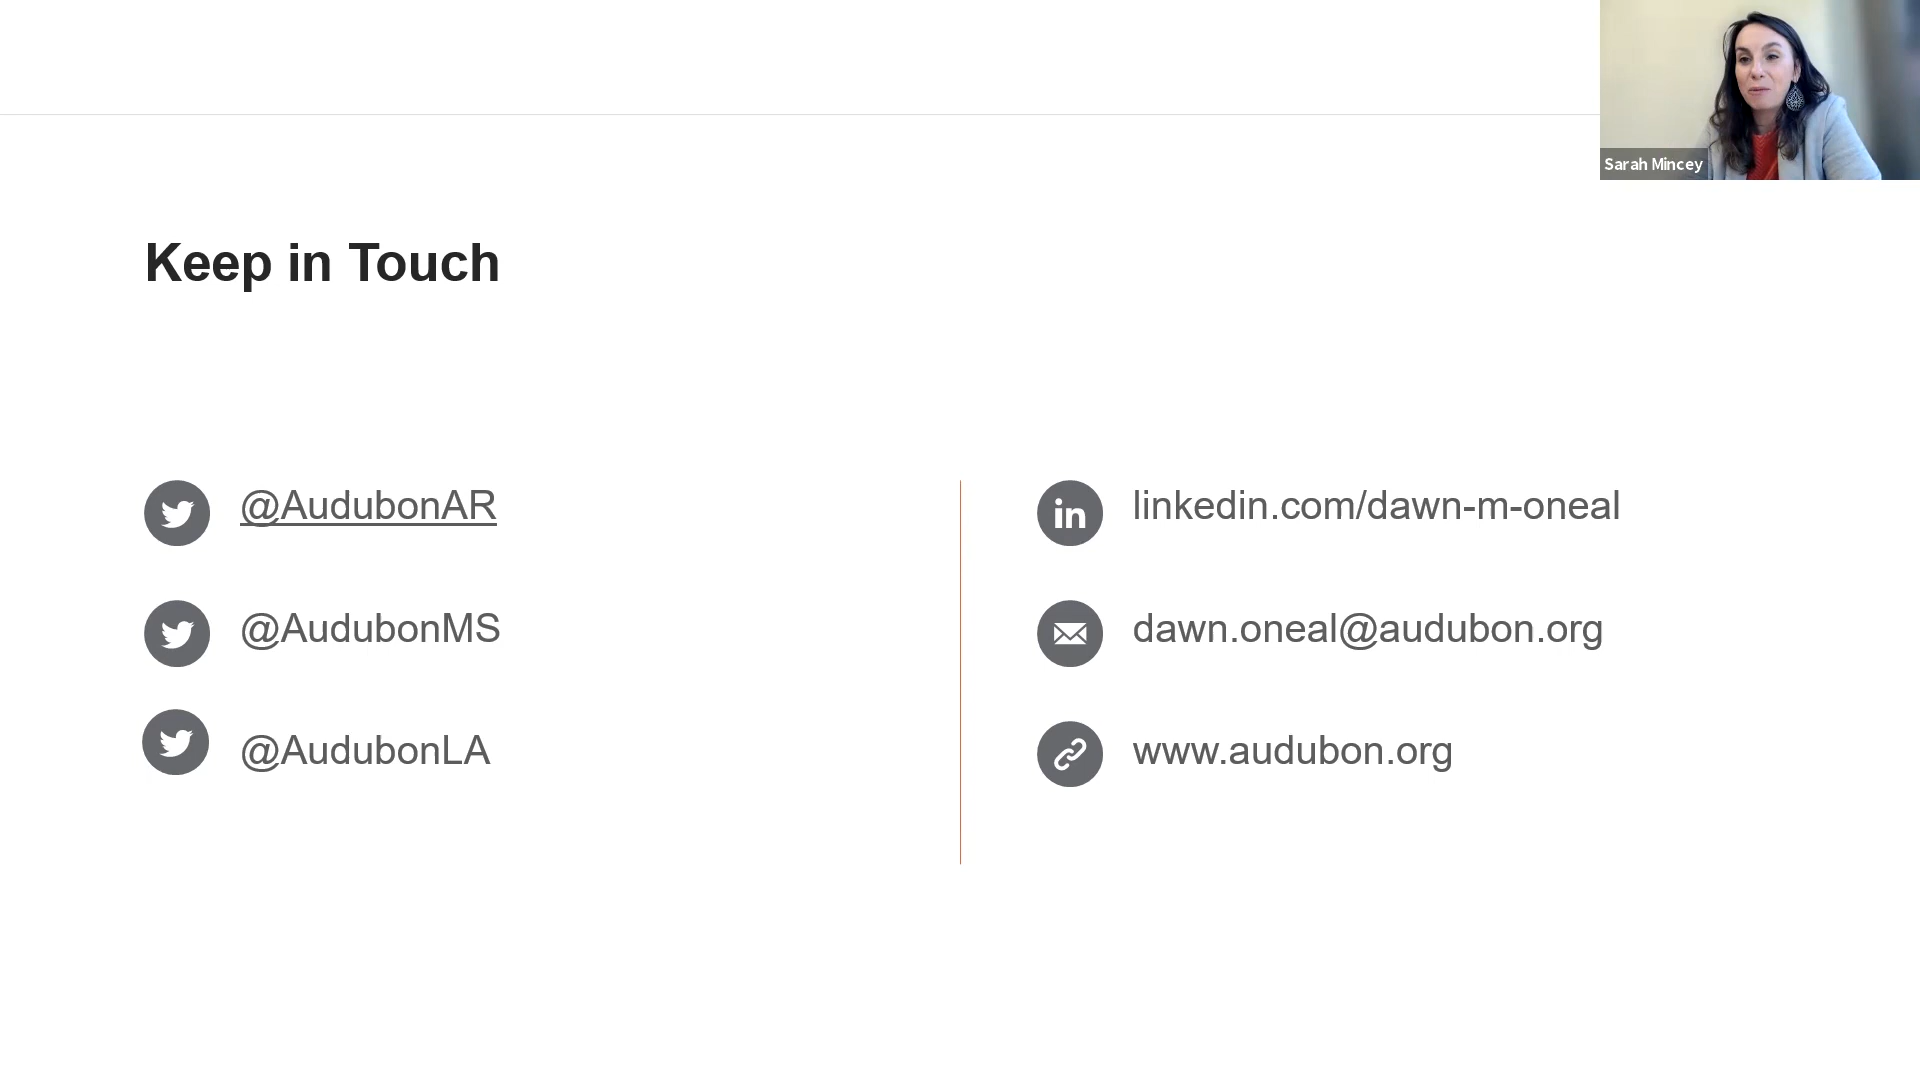 Sarah Mincey
Keep in Touch
@AudubonAR
@AudubonMS
@AudubonLA
linkedin.com/dawn-m-oneal
dawn.oneal@audubon.org
www.audubon.org